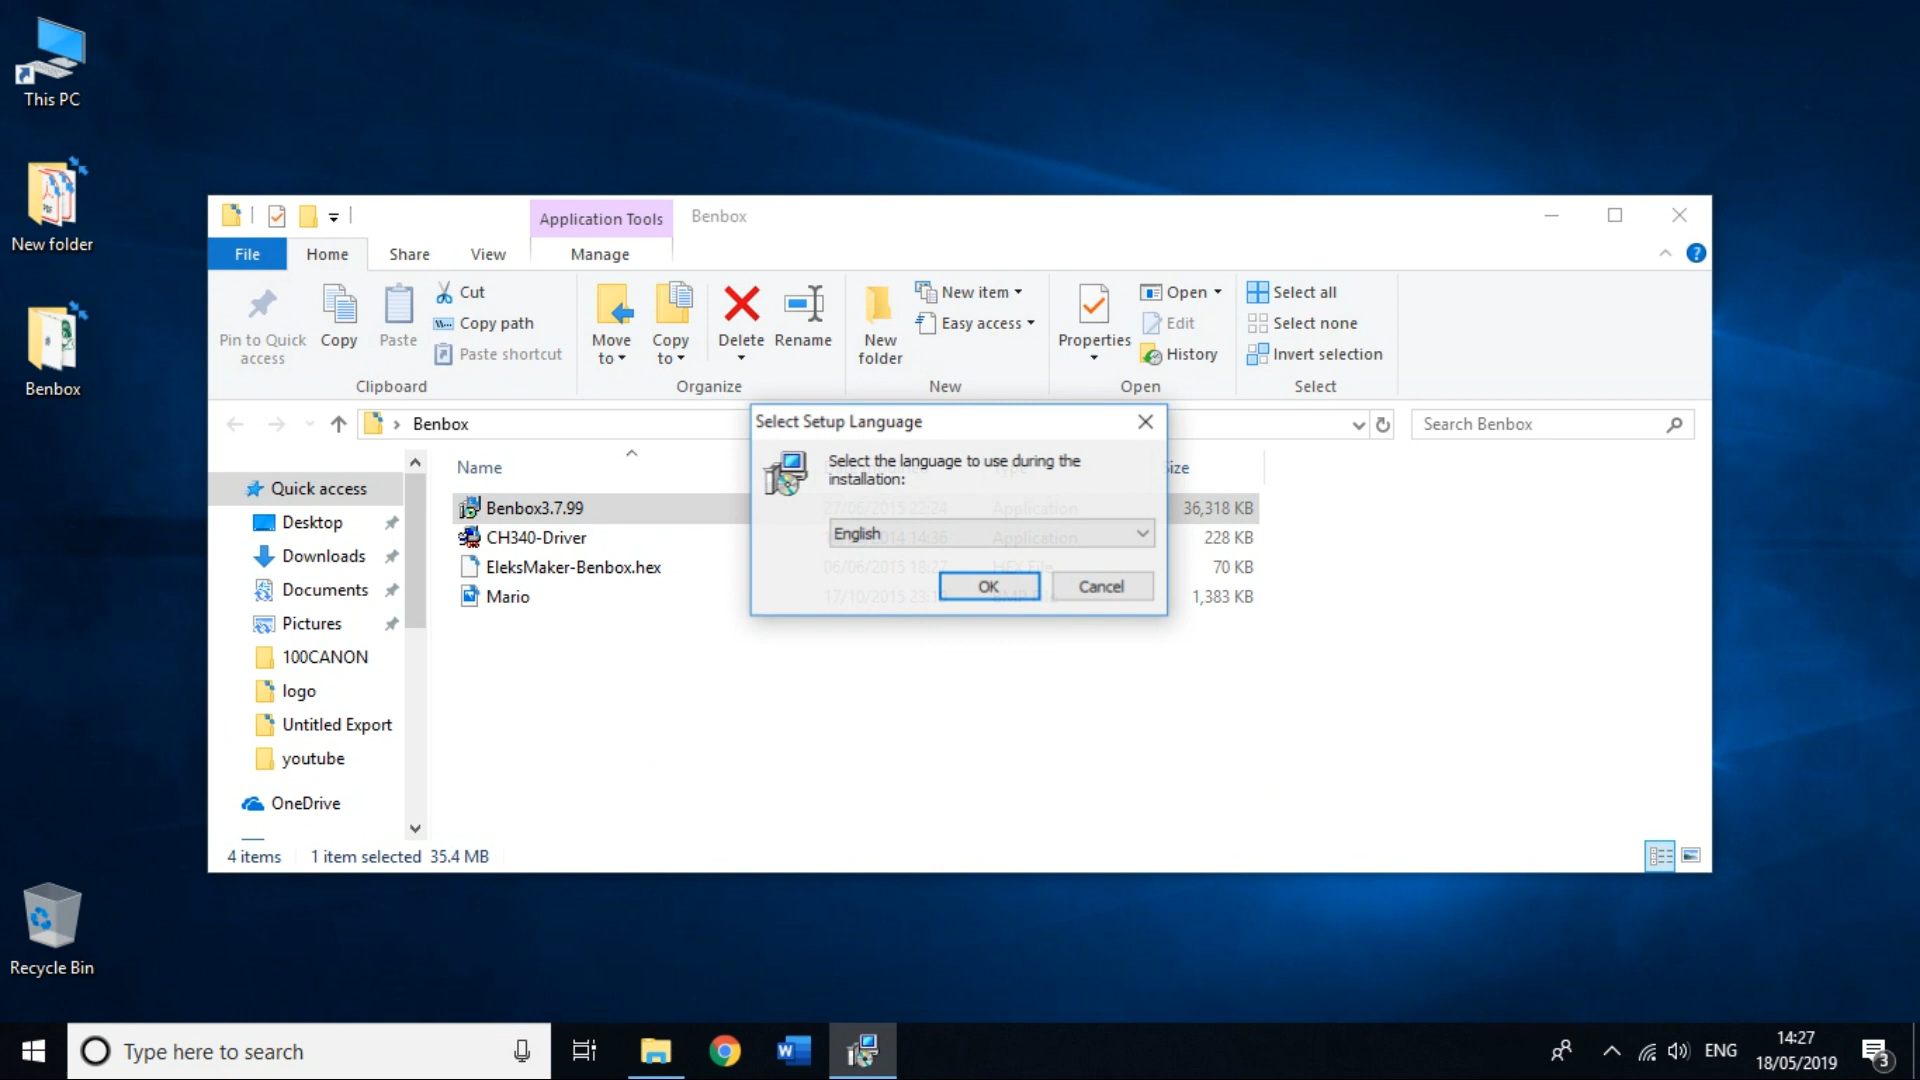 This PC
PDF
New folder
Benbox
Recycle Bin
Application Tools
Benbox
File
Home
Share
View
Manage
?
Pin to Quick
access
Copy
Paste
Cut
Copy path
Paste shortcut
Clipboard
Move
to
Copy
to
Delete
Rename
Organize
New
folder
New item
Easy access
New
Properties
Open
Edit
History
Open
Select all
Select none
Invert selection
Select
Benbox
Search Benbox
Quick access
Desktop
Downloads
Documents
Pictures
100CANON
logo
Untitled Export
youtube
OneDrive
Name
Type
Size
Benbox3.7.99
27/06/2015 22:24
Application
36,318 KB
CH340-Driver
14:36
Application
228 KB
EleksMaker-Benbox.hex
06/06/2015 18:27
HEX File
70 KB
Mario
17/10/2015
BMP File
1,383 KB
Select Setup Language
Select the language to use during the
installation:
English
OK
Cancel
4 items
1 item selected 35.4 MB
Type here to search
ENG
14:27
18/05/2019
3